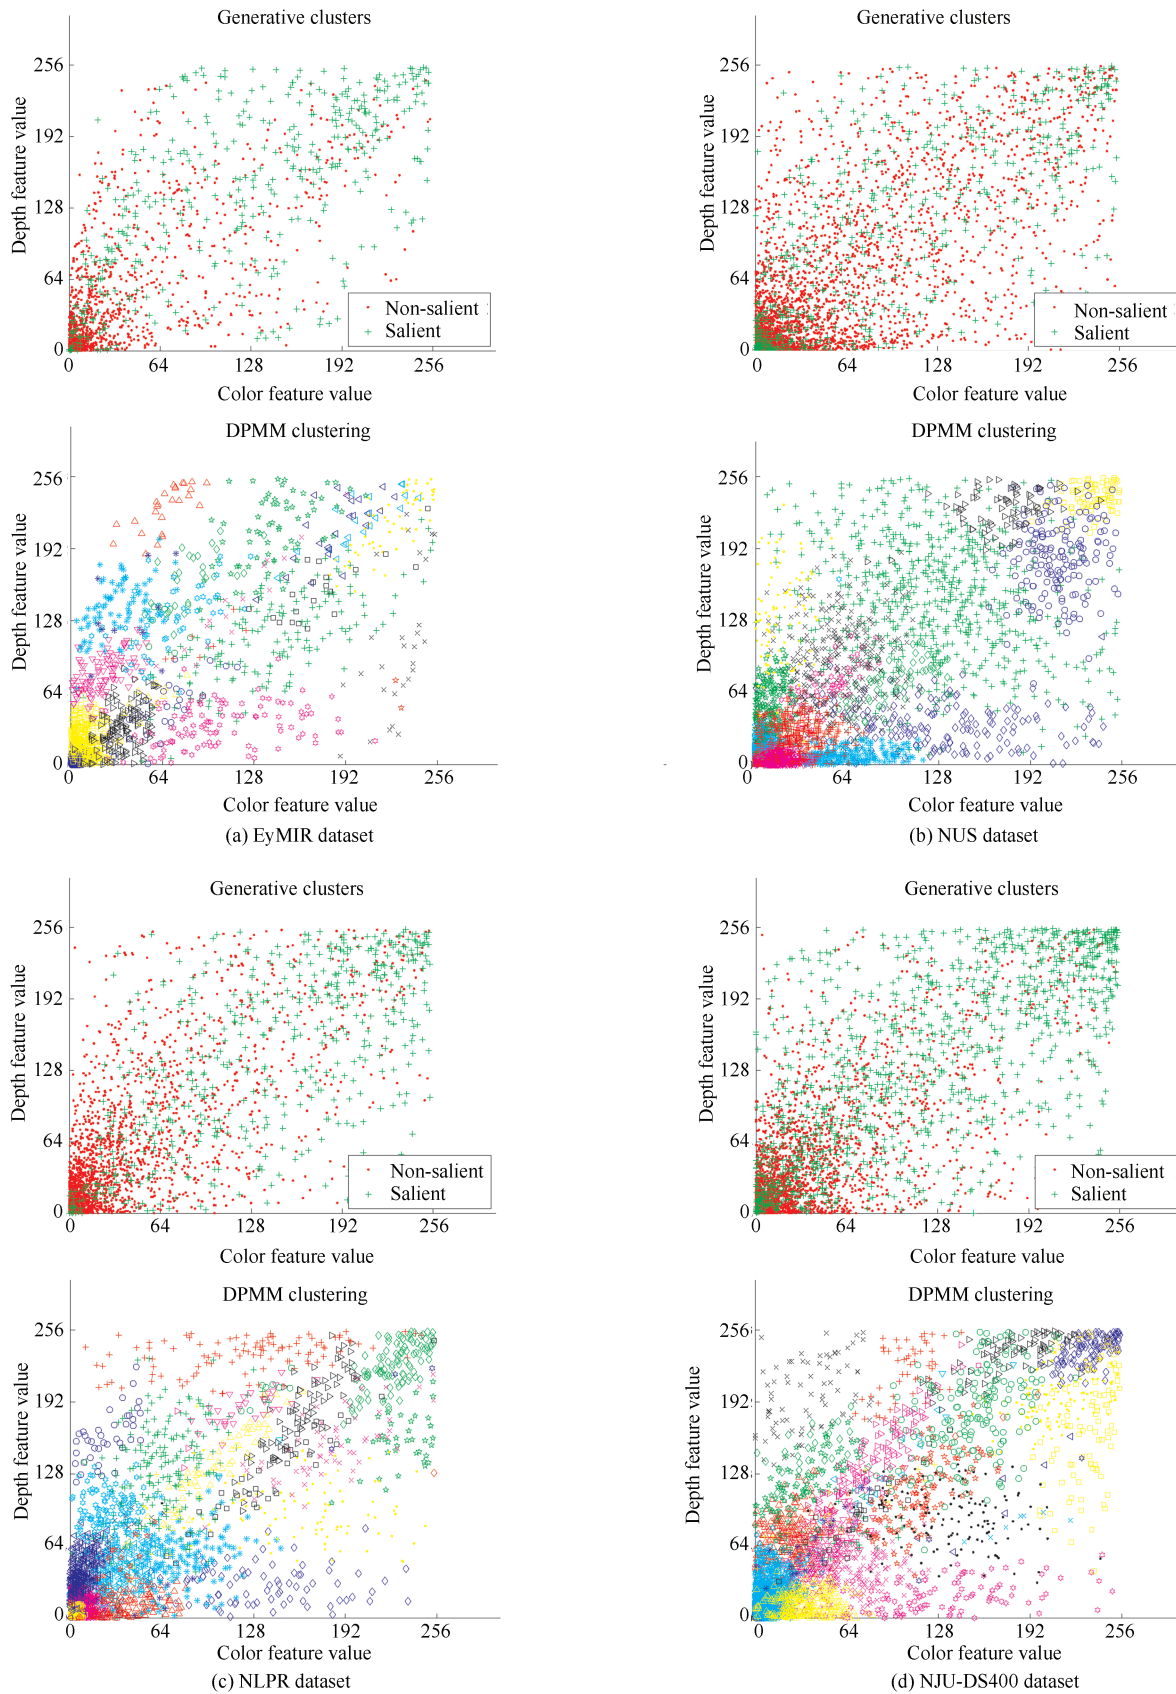 Generative clusters
Depth feature value
256
192
128
64
0
0 64 128 192 256
Non-salient
Salient
Color feature value
Generative clusters
Depth feature value
256
192
128
64
0
0 64 128 192 256
Non-salient
Salient
Color feature value
DPMM clustering
Depth feature value
256
192
128
64
0
0 64 128 192 256
Color feature value
(a) EyMIR dataset
DPMM clustering
Depth feature value
256
192
128
64
0
0 64 128 192 256
Color feature value
(b) NUS dataset
Generative clusters
Depth feature value
256
192
128
64
0
0 64 128 192 256
Non-salient
Salient
Color feature value
Generative clusters
Depth feature value
256
192
128
64
0
0 64 128 192 256
Non-salient
Salient
Color feature value
DPMM clustering
Depth feature value
256
192
128
64
0
0 64 128 192 256
Color feature value
(c) NLPR dataset
DPMM clustering
Depth feature value
256
192
128
64
0
0 64 128 192 256
Color feature value
(d) NJU-DS400 dataset